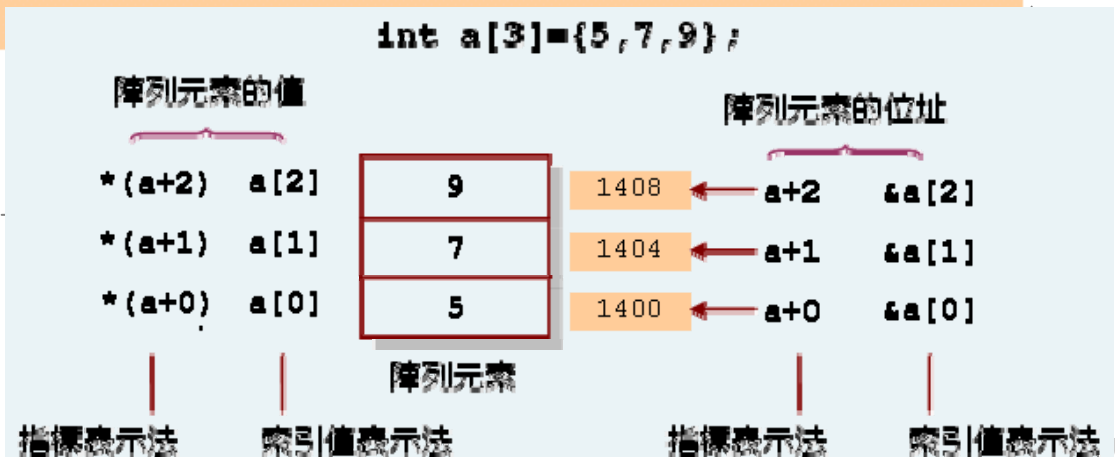 int a[3]={5,7,9};
陣列元素的值
陣列元素的位址
*(a+2) a[2] 9 1408 a+2 &a[2]
*(a+1) a[1] 7 1404 a+1 &a[1]
*(a+0) a[0] 5 1400 a+0 &a[0]
陣列元素
指標表示法 索引值表示法 指標表示法 索引值表示法